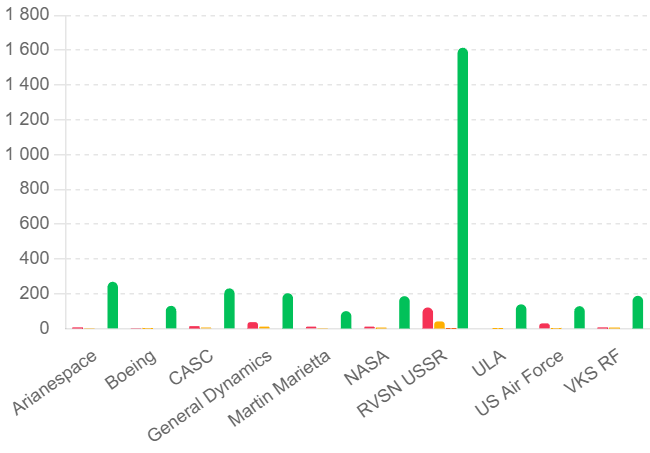 1 800
1 600
1 400
1 200
1 000
800
600
400
200
0
Arianespace
Boeing
CASC
General Dynamics
Martin Marietta
NASA
RVSN USSR
ULA
US Air Force
VKS RF